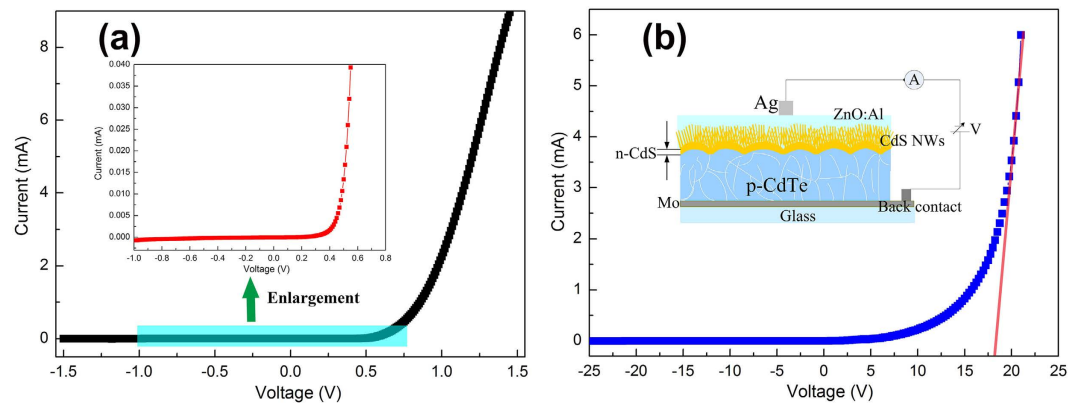 (a)
8
6
4
2
0
Current (mA)
-1.5
-1.0
-0.5
0.0
0.5
1.0
1.5
Voltage (V)
0.040
0.035
0.030
0.025
0.020
0.015
0.010
0.005
0.000
Current (mA)
-1.0
-0.8
-0.6
-0.4
-0.2
0.0
0.2
0.4
0.6
0.8
Voltage (V)
Enlargement
(b)
6
5
4
3
2
1
0
Current (mA)
-25
-20
-15
-10
-5
0
5
10
15
20
25
Voltage (V)
A
Ag
ZnO:Al
V
n-CdS
CdS NWs
p-CdTe
Mo
Back contact
Glass